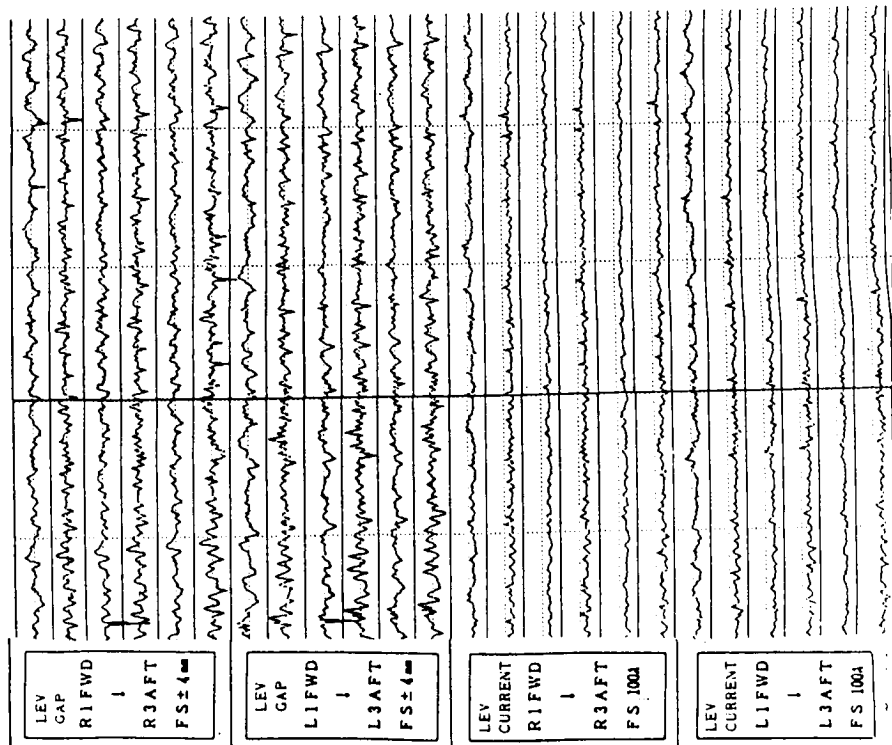 LEV
GAP
R1FWD
↓
R3AFT
FS±4mm
LEV
GAP
L1FWD
↓
L3AFT
FS±4mm
LEV
CURRENT
R1FWD
↓
R3AFT
FS 100A
LEV
CURRENT
L1FWD
↓
L3AFT
FS 100A